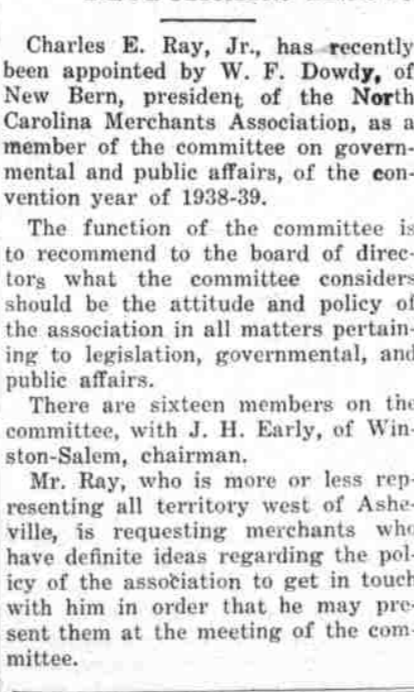 Charles E. Ray, Jr., has recently
been appointed by W. F. Dowdy, of
New Bern, president of the North
Carolina Merchants Association, as a
member of the committee on govern-
mental and public affairs, of the con-
vention year of 1938-39.
The function of the committee is
to recommend to the board of direc-
tors what the committee considers
should be the attitude and policy of
the association in all matters pertain-
ing to legislation, governmental, and
public affairs.
There are sixteen members on the
committee, with J. H. Early, of Win-
ston-Salem, chairman.
Mr. Ray, who is more or less rep-
resenting all territory west of Ashe-
ville, is requesting merchants who
have definite ideas regarding the pol-
icy of the association to get in touch
with him in order that he may pre-
sent them at the meeting of the com-
mittee.